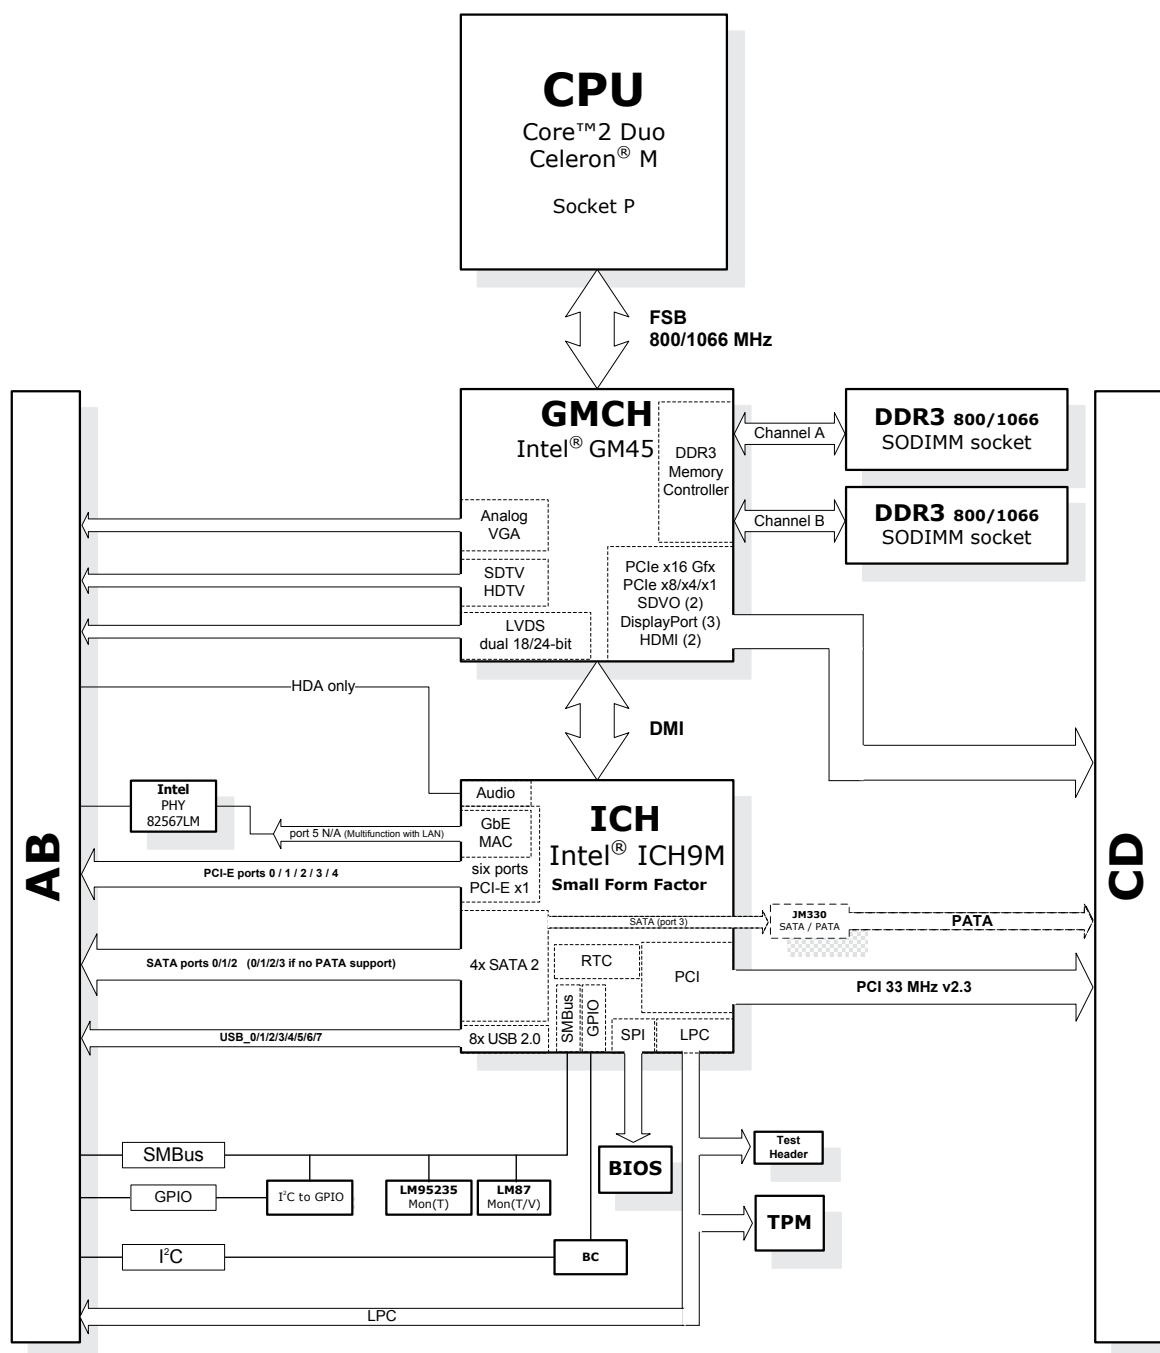 CPU
Core™2 Duo
Celeron® M
Socket P
FSB
800/1066 MHz
GMCH
Intel® GM45
DDR3
Memory
Controller
Channel A
DDR3 800/1066
SODIMM socket
Channel B
DDR3 800/1066
SODIMM socket
Analog
VGA
SDTV
HDTV
LVDS
dual 18/24-bit
PCIe x16 Gfx
PCIe x8/x4/x1
SDVO (2)
DisplayPort (3)
HDMI (2)
HDA only
DMI
AB
CD
Intel
PHY
82567LM
port 5 N/A (Multifunction with LAN)
PCI-E ports 0 / 1 / 2 / 3 / 4
Audio
GbE
MAC
six ports
PCI-E x1
ICH
Intel® ICH9M
Small Form Factor
SATA (port 3)
JM330
SATA / PATA
PATA
SATA ports 0/1/2 (0/1/2/3 if no PATA support)
4x SATA 2
RTC
PCI
PCI 33 MHz v2.3
USB_0/1/2/3/4/5/6/7
8x USB 2.0
SMBus
GPIO
SPI
LPC
SMBus
GPIO
I²C to GPIO
LM95235
Mon(T)
LM87
Mon(T/V)
BIOS
Test
Header
TPM
I²C
BC
LPC